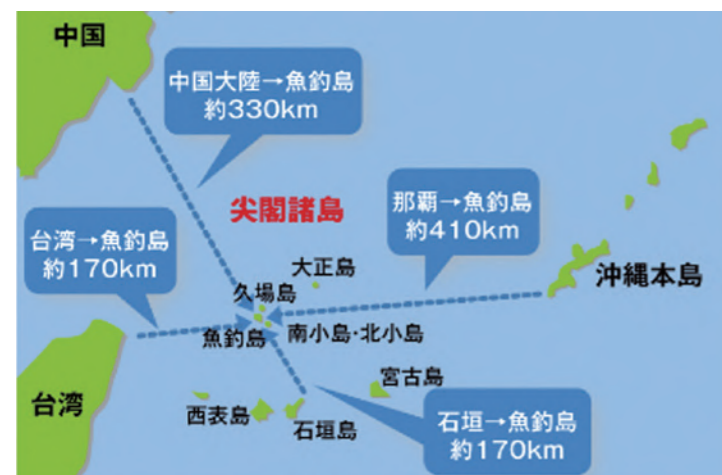 中国
中国大陸→魚釣島
約330km
尖閣諸島
那覇→魚釣島
約410km
台湾→魚釣島
約170km
大正島
久場島
沖縄本島
魚釣島
南小島・北小島
宮古島
台湾
西表島
石垣島
石垣→魚釣島
約170km